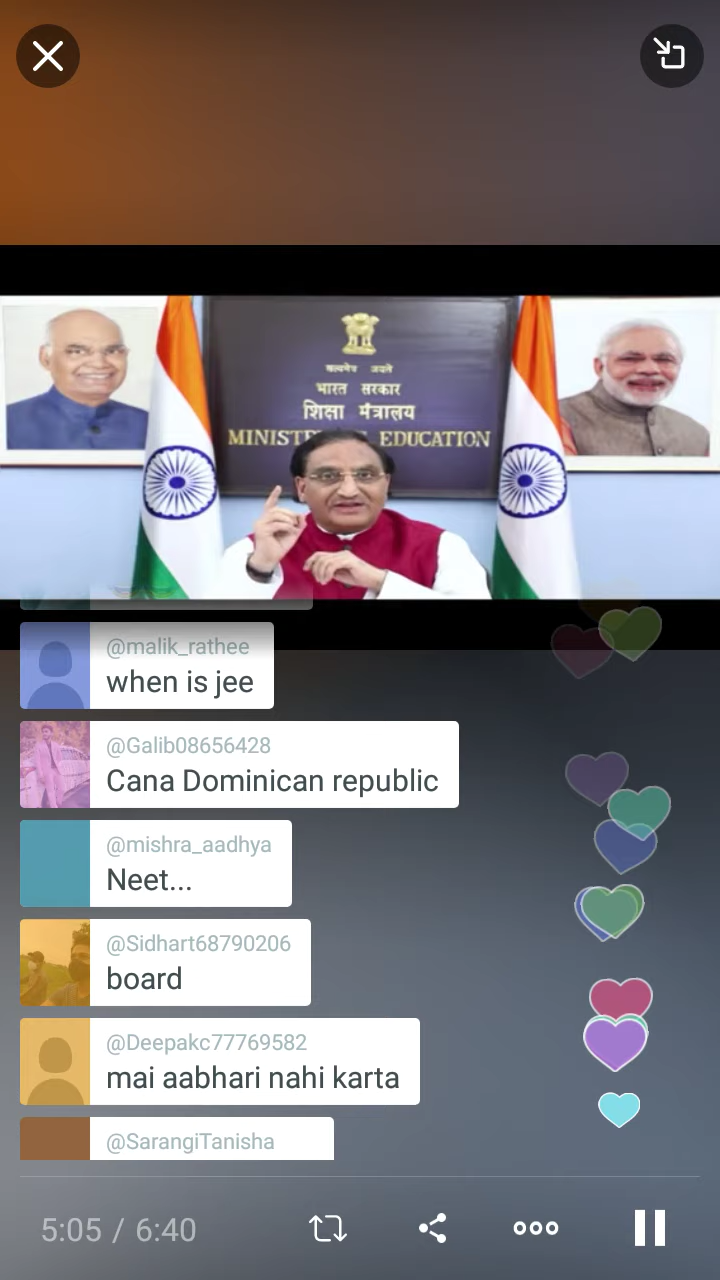 सत्यमेव जयते
भारत सरकार
शिक्षा मंत्रालय
EDUCATION
@malik_rathee
when is jee
@Galib08656428
Cana Dominican republic
@mishra_aadhya
Neet...
@Sidhart68790206
board
@Deepakc77769582
mai aabhari nahi karta
@SarangiTanisha
5:05 / 6:40